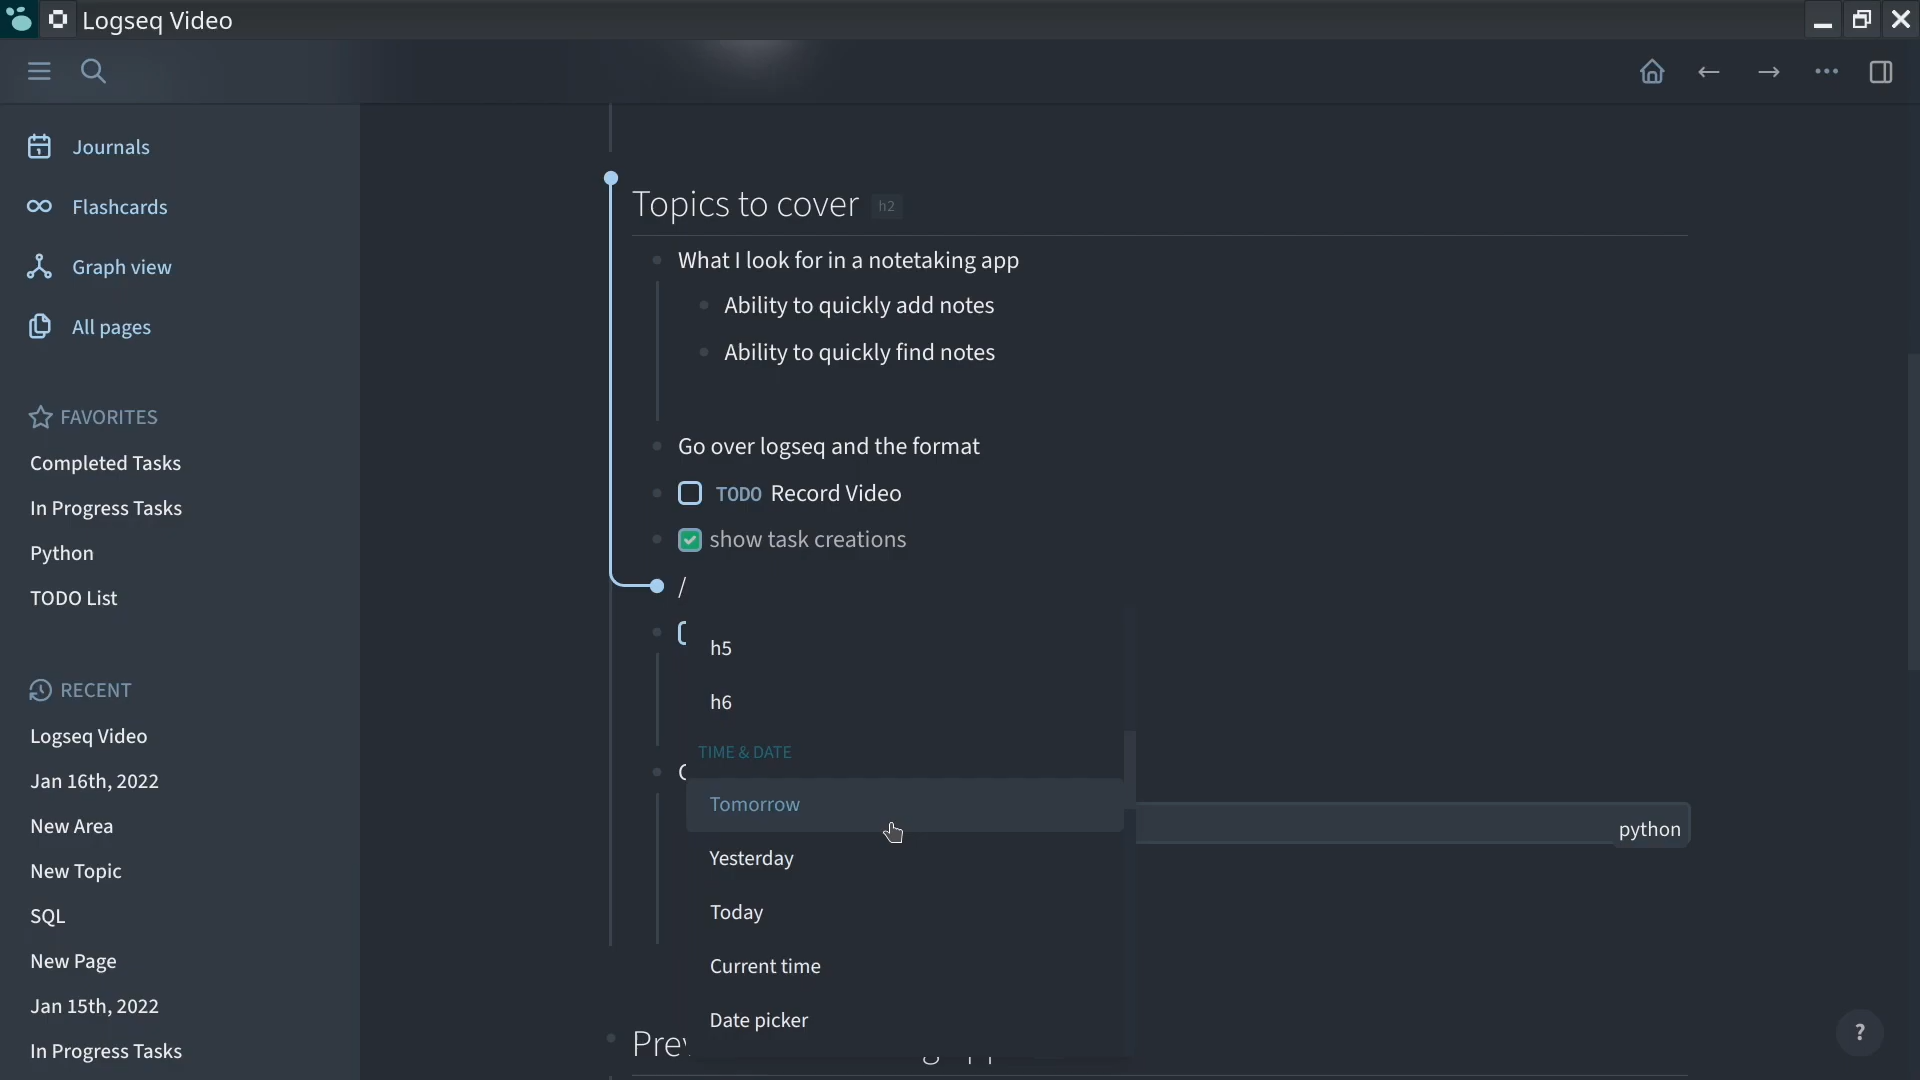 Logseq Video
Journals
Flashcards
Graph view
All pages
FAVORITES
Completed Tasks
In Progress Tasks
Python
TODO List
RECENT
Logseq Video
Jan 16th, 2022
New Area
New Topic
SQL
New Page
Jan 15th, 2022
In Progress Tasks
Topics to cover h2
What I look for in a notetaking app
Ability to quickly add notes
Ability to quickly find notes
Go over logseq and the format
TODO Record Video
show task creations
/
h5
h6
TIME & DATE
Tomorrow
Yesterday
Today
Current time
Date picker
python
?